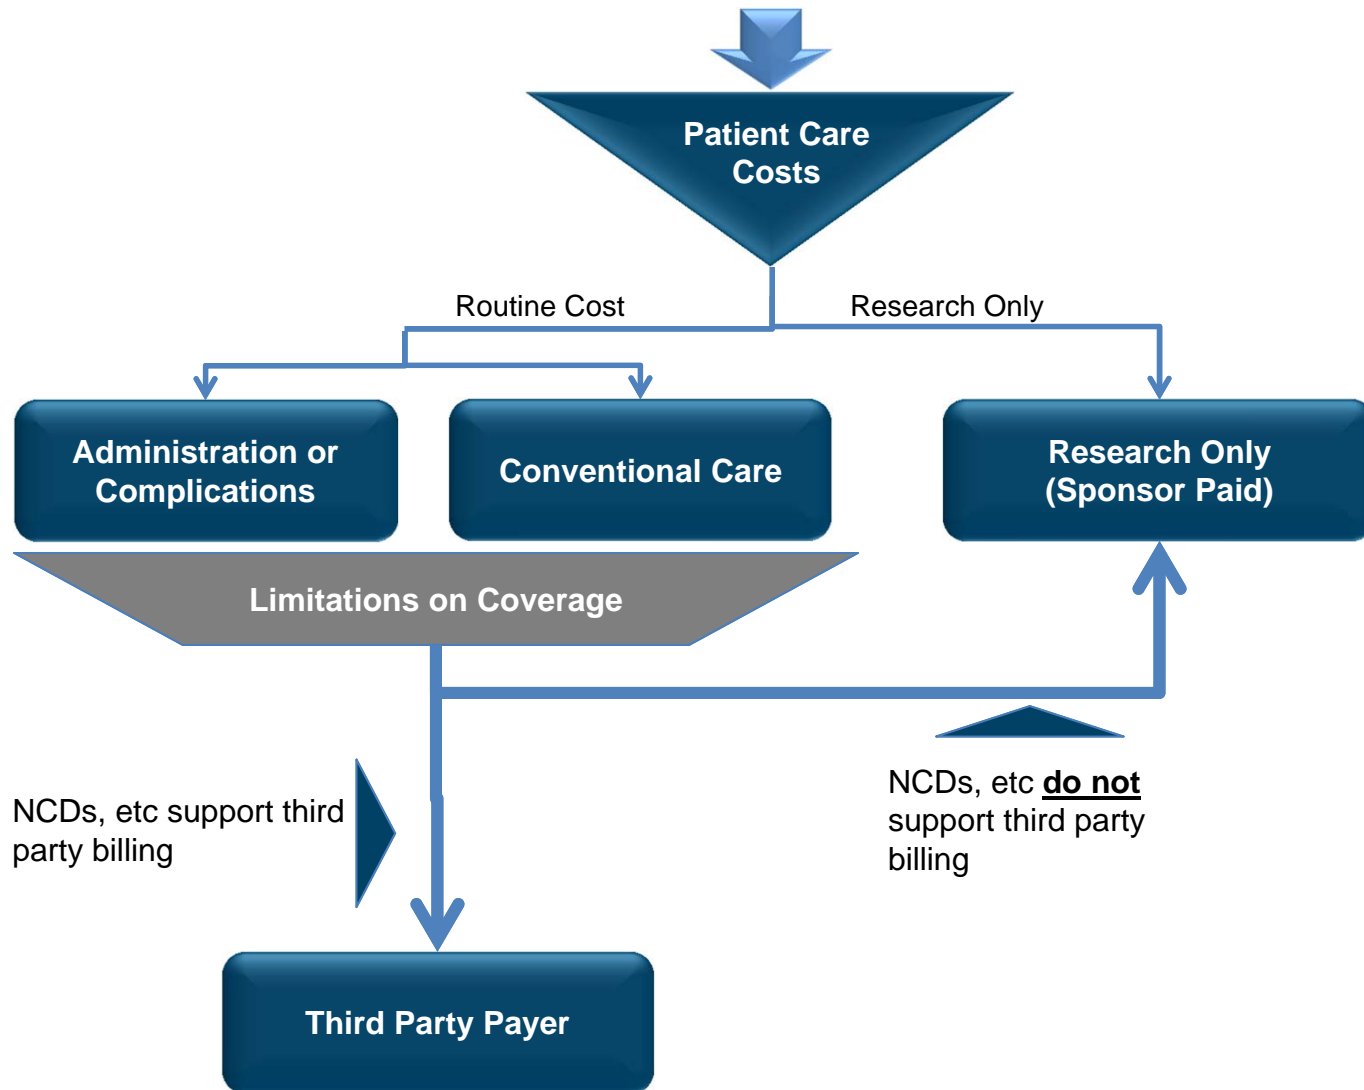 Patient Care
Costs
Routine Cost
Research Only
Administration or
Complications
Conventional Care
Research Only
(Sponsor Paid)
Limitations on Coverage
NCDs, etc support third
party billing
NCDs, etc do not
support third party
billing
Third Party Payer